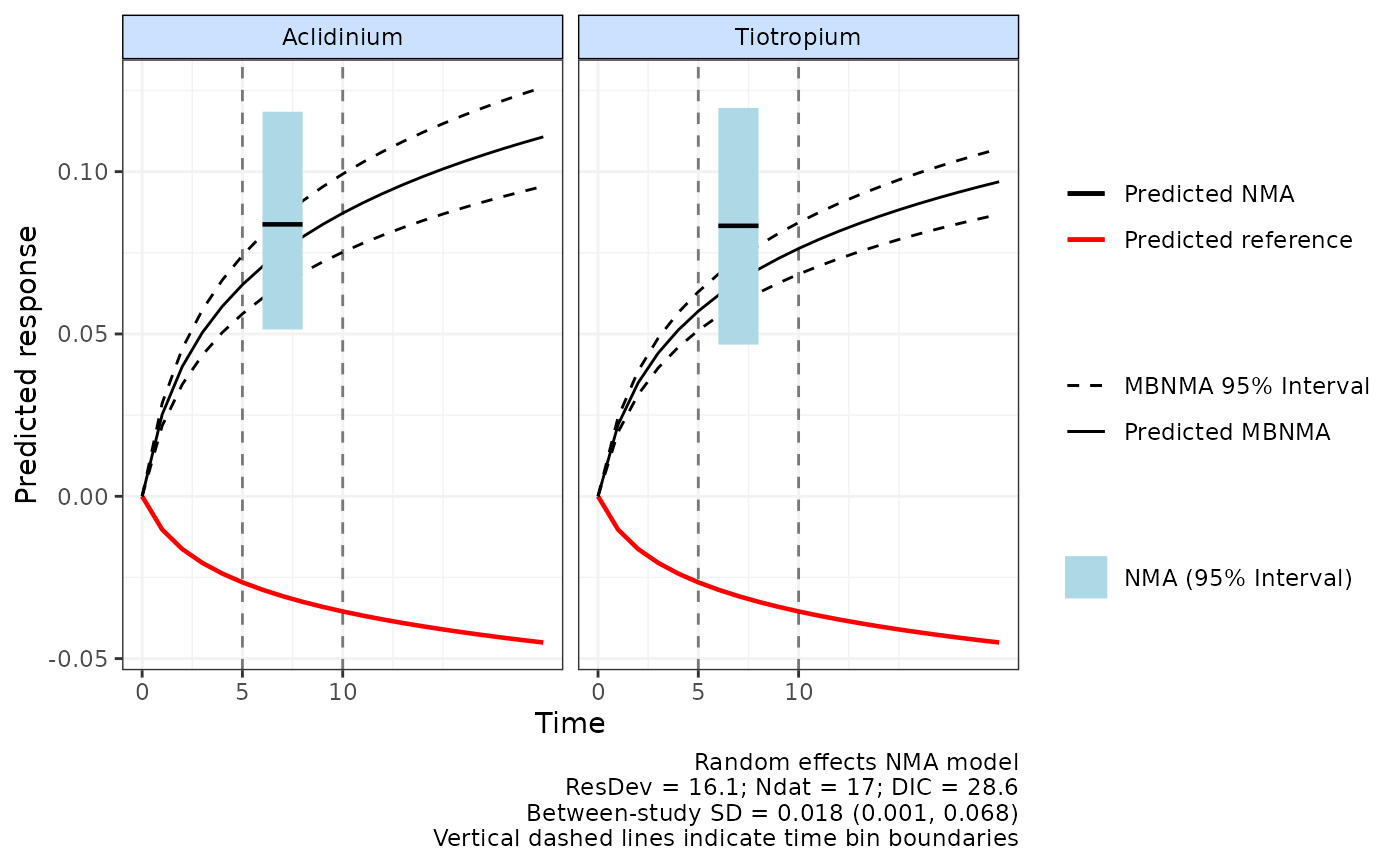 Aclidinium
Tiotropium
Predicted response
0.10
0.05
0.00
-0.05
0 5 10
0 5 10
Time
Predicted NMA
Predicted reference
MBNMA 95% Interval
Predicted MBNMA
NMA (95% Interval)
Random effects NMA model
ResDev = 16.1; Ndat = 17; DIC = 28.6
Between-study SD = 0.018 (0.001, 0.068)
Vertical dashed lines indicate time bin boundaries